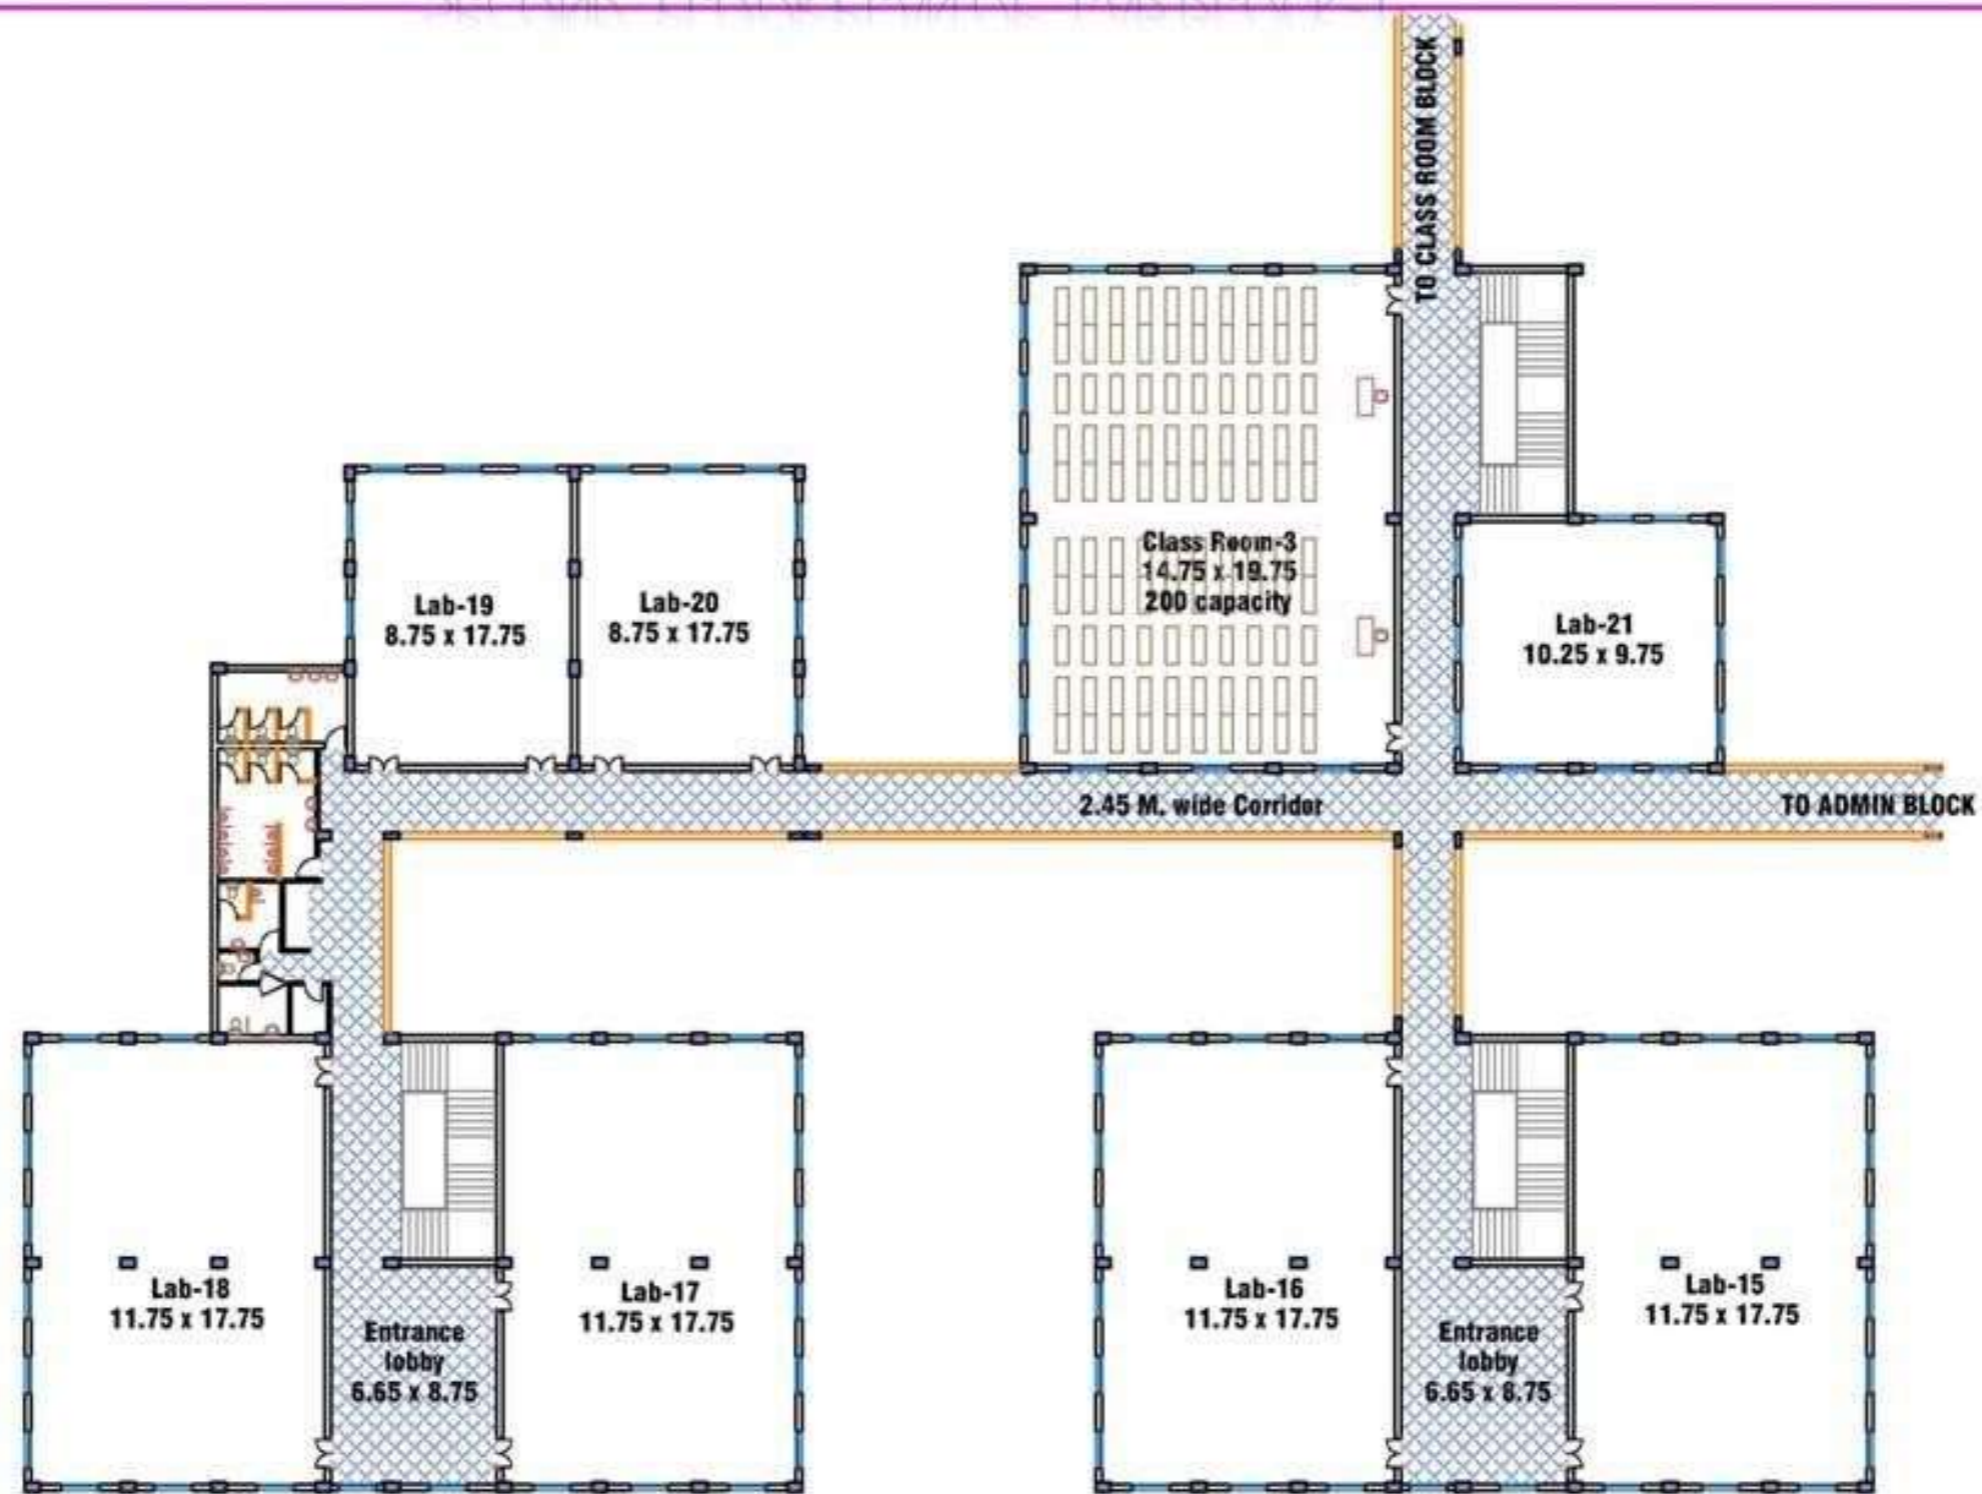 TO CLASS ROOM BLOCK
Class Room-3
14.75 x 19.75
200 capacity
Lab-19
8.75 x 17.75
Lab-20
8.75 x 17.75
Lab-21
10.25 x 9.75
2.45 M. wide Corridor
TO ADMIN BLOCK
Lab-18
11.75 x 17.75
Entrance
lobby
6.65 x 8.75
Lab-17
11.75 x 17.75
Lab-16
11.75 x 17.75
Entrance
lobby
6.65 x 8.75
Lab-15
11.75 x 17.75